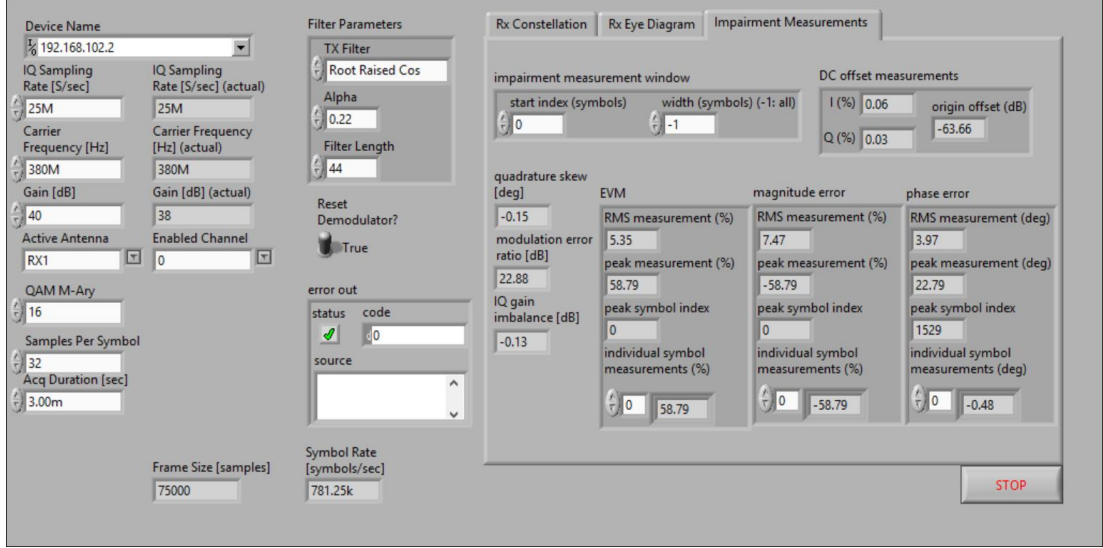 Device Name
192.168.102.2
IQ Sampling
Rate [S/sec]
25M
IQ Sampling
Rate [S/sec] (actual)
25M
Carrier
Frequency [Hz]
380M
Carrier Frequency
[Hz] (actual)
380M
Gain [dB]
40
Gain [dB] (actual)
38
Active Antenna
RX1
Enabled Channel
0
QAM M-Ary
16
Samples Per Symbol
32
Acq Duration [sec]
3.00m
Frame Size [samples]
75000
Filter Parameters
TX Filter
Root Raised Cos
Alpha
0.22
Filter Length
44
Reset
Demodulator?
True
error out
status
code
0
source
Symbol Rate
[symbols/sec]
781.25k
Rx Constellation
Rx Eye Diagram
Impairment Measurements
impairment measurement window
start index (symbols)
0
width (symbols) (-1: all)
-1
DC offset measurements
I (%) 0.06
Q (%) 0.03
origin offset (dB)
-63.66
quadrature skew
[deg]
-0.15
modulation error
ratio [dB]
22.88
IQ gain
imbalance [dB]
-0.13
EVM
RMS measurement (%)
5.35
peak measurement (%)
58.79
peak symbol index
0
individual symbol
measurements (%)
0 58.79
magnitude error
RMS measurement (%)
7.47
peak measurement (%)
-58.79
peak symbol index
0
individual symbol
measurements (%)
0 -58.79
phase error
RMS measurement (deg)
3.97
peak measurement (deg)
22.79
peak symbol index
1529
individual symbol
measurements (deg)
0 -0.48
STOP